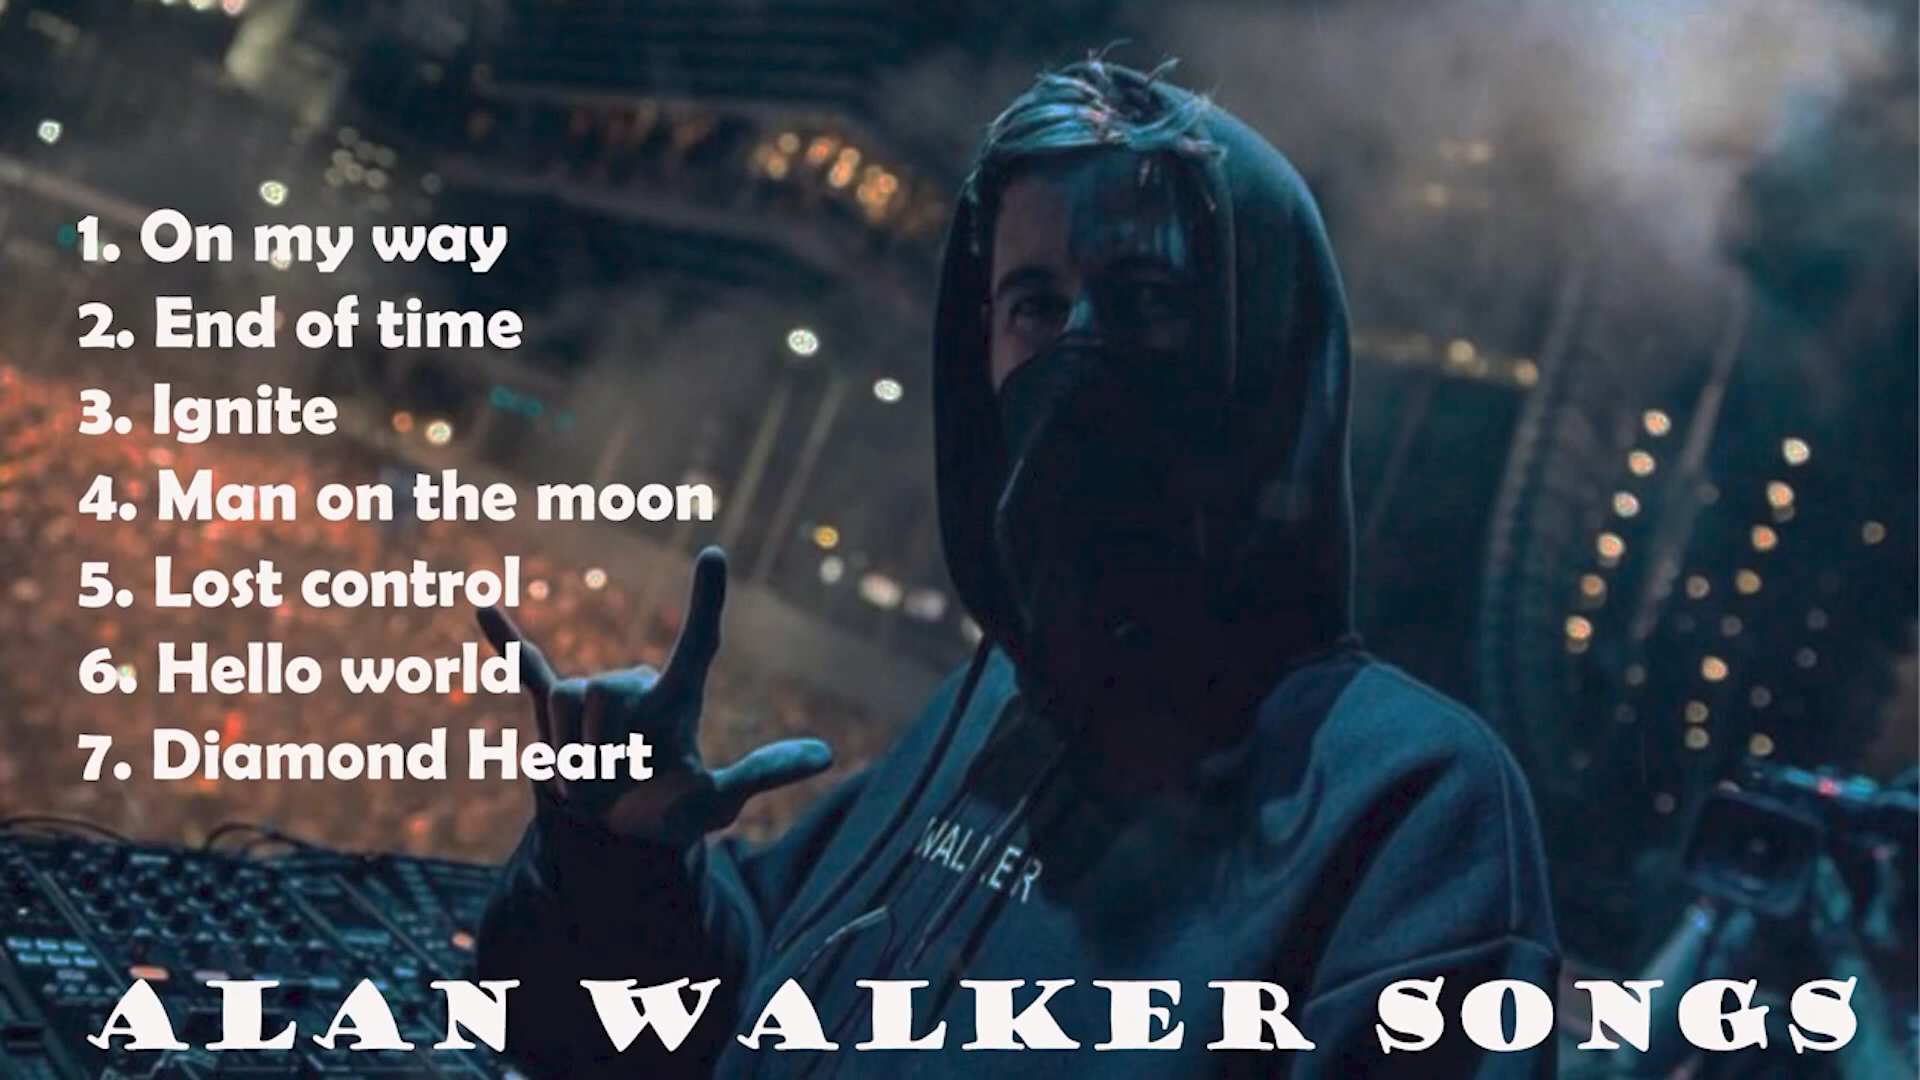 1. On my way
2. End of time
3. Ignite
4. Man on the moon
5. Lost control
6. Hello world
7. Diamond Heart
WALKER
ALAN WALKER SONGS